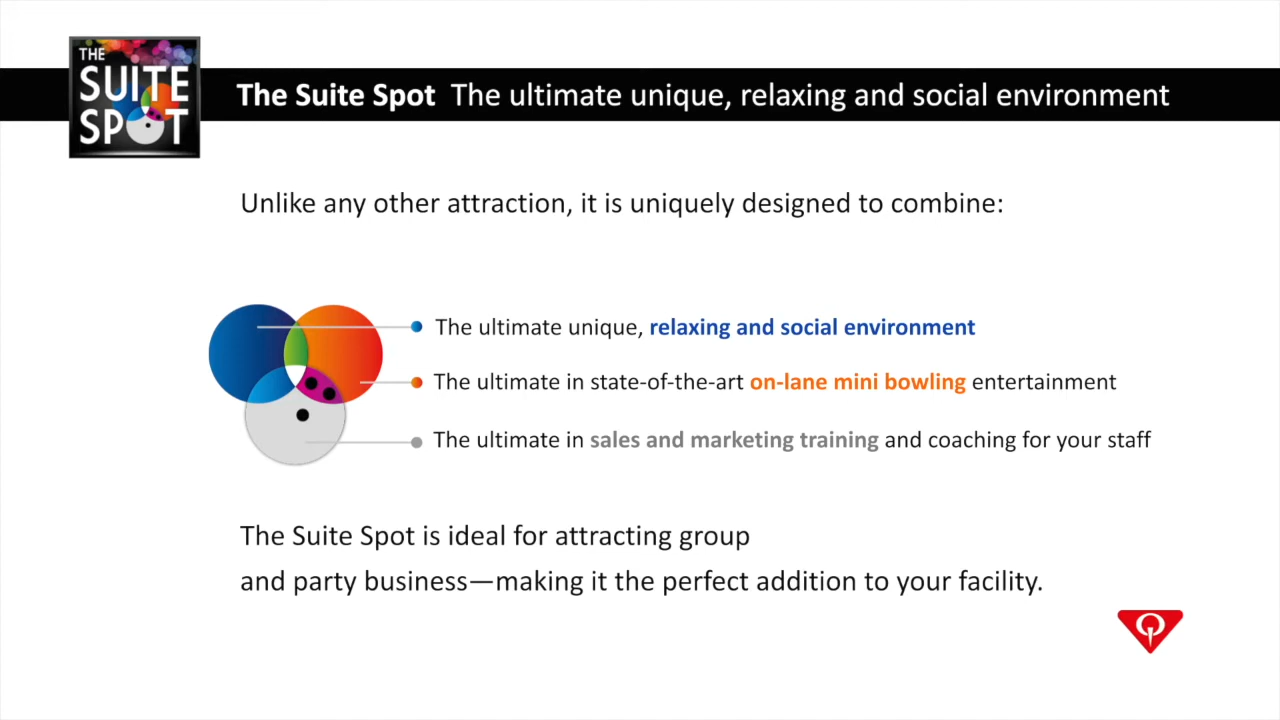 THE
SUITE
SPOT
The Suite Spot The ultimate unique, relaxing and social environment
Unlike any other attraction, it is uniquely designed to combine:
The ultimate unique, relaxing and social environment
The ultimate in state-of-the-art on-lane mini bowling entertainment
The ultimate in sales and marketing training and coaching for your staff
The Suite Spot is ideal for attracting group
and party business—making it the perfect addition to your facility.